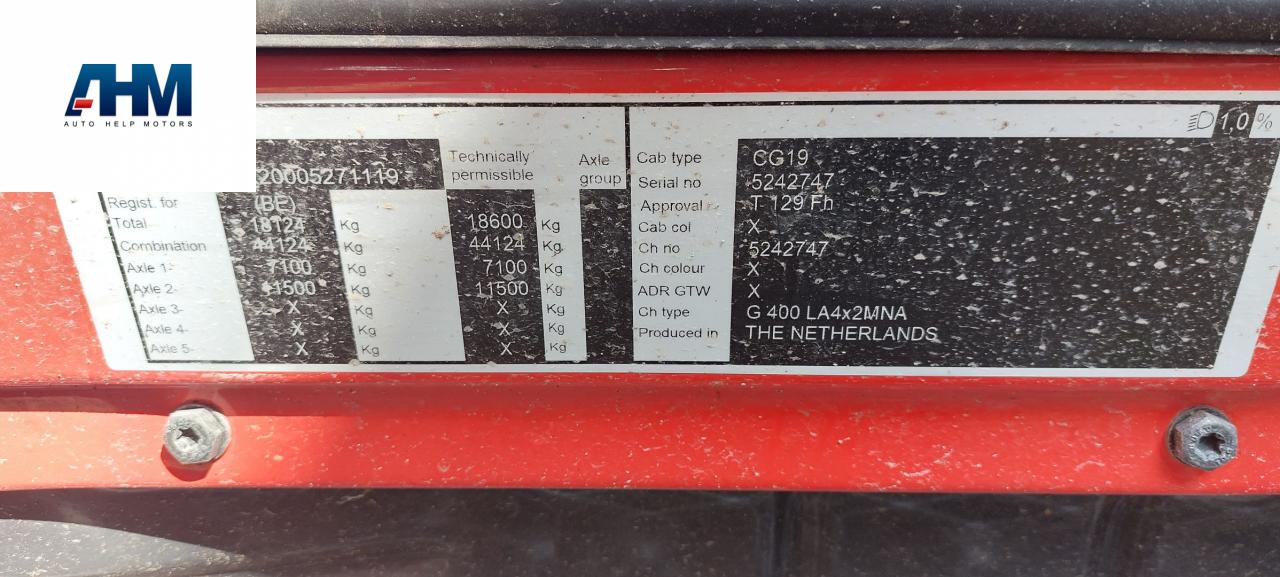 AHM
AUTO HELP MOTORS
20005271119
Technically permissible
Axle group
Regist. for (BE)
Total 18124 Kg 18600 Kg
Combination 44124 Kg 44124 Kg
Axle 1- 7100 Kg 7100 Kg
Axle 2- 11500 Kg 11500 Kg
Axle 3- X Kg X Kg
Axle 4- X Kg X Kg
Axle 5- X Kg X Kg
1,0 %
Cab type CG19
Serial no 5242747
Approval T 129 Fh
Cab col X
Ch no 5242747
Ch colour X
ADR GTW X
Ch type G 400 LA4x2MNA
Produced in THE NETHERLANDS